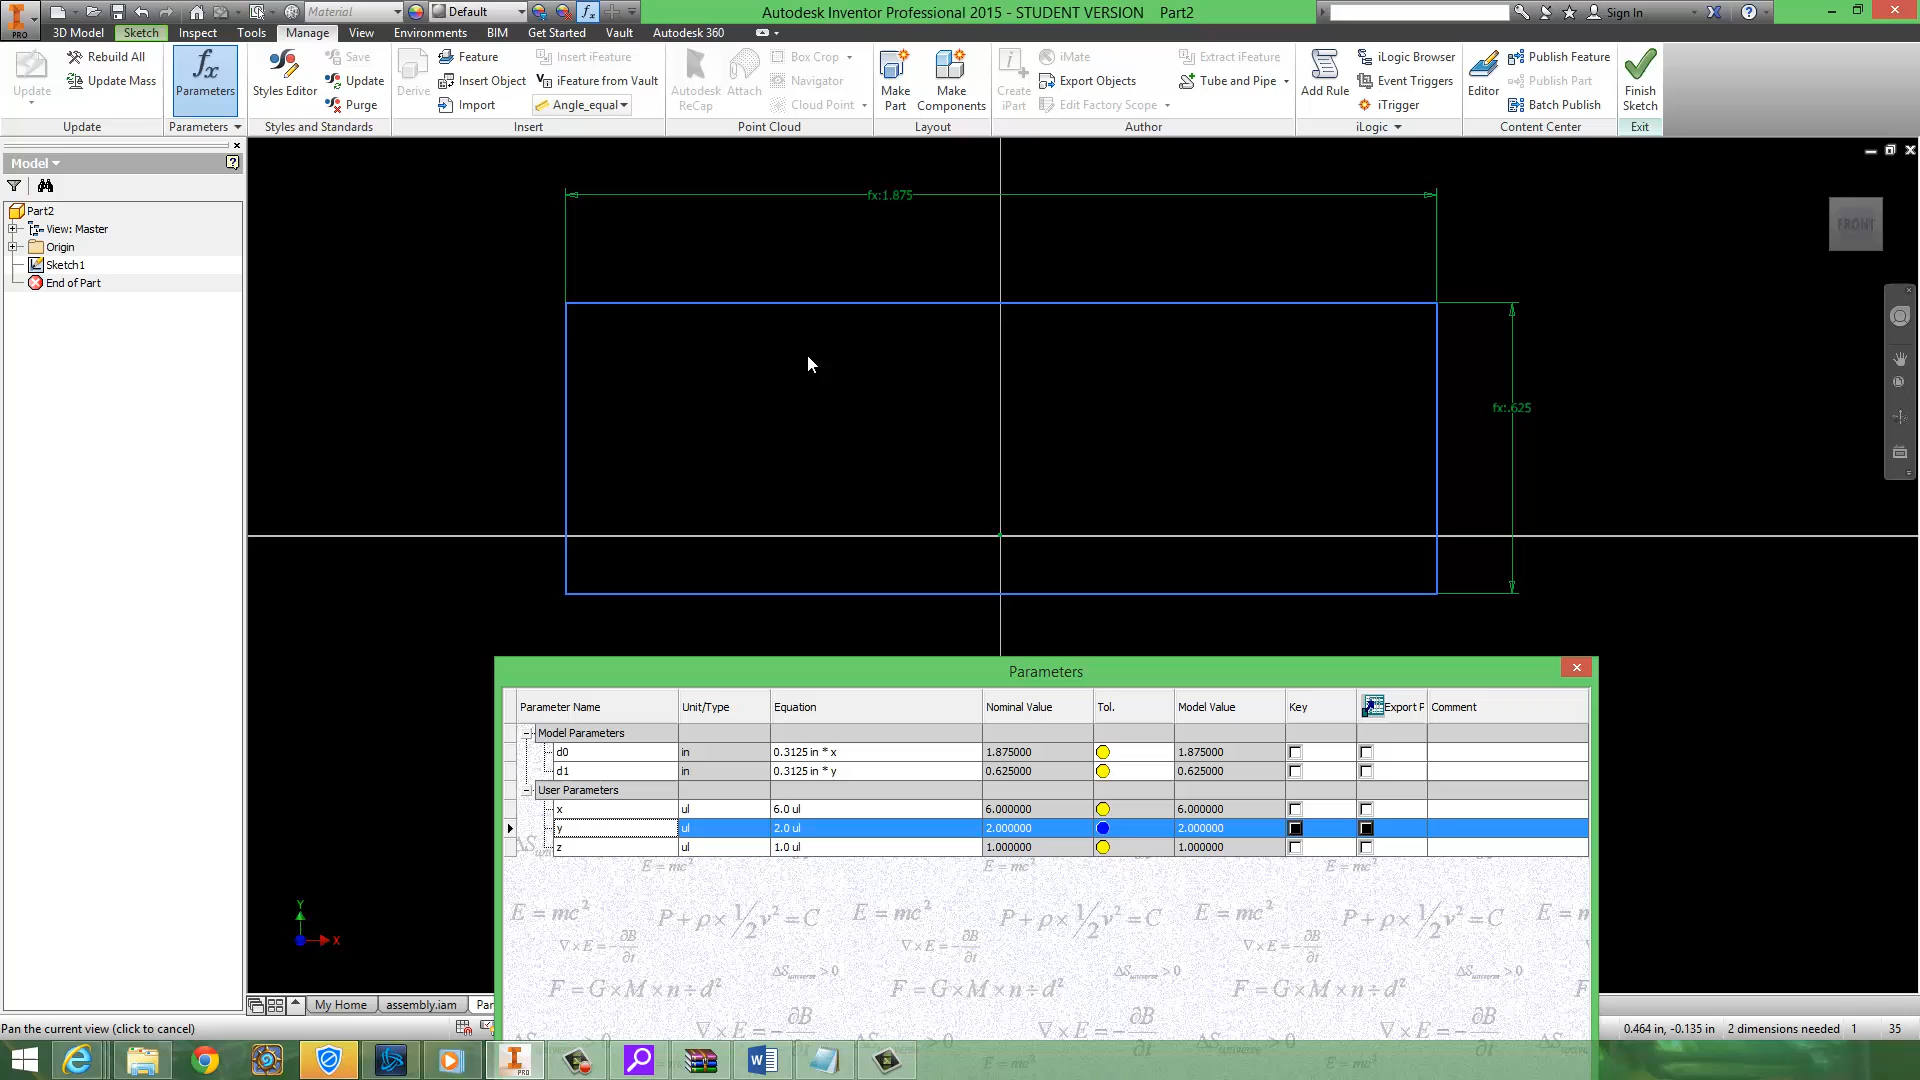 Material
Default
Autodesk Inventor Professional 2015 - STUDENT VERSION Part2
Sign In
PRO
3D Model Sketch Inspect Tools Manage View Environments BIM Get Started Vault Autodesk 360
Update
Rebuild All
Update Mass
Update
fx
Parameters
Parameters
Styles Editor
Save
Update
Purge
Styles and Standards
Derive
Feature
Insert Object
Import
Insert iFeature
iFeature from Vault
Angle_equal
Insert
Autodesk
ReCap
Attach
Box Crop
Navigator
Cloud Point
Point Cloud
Make
Part
Make
Components
Layout
Create
iPart
iMate
Export Objects
Edit Factory Scope
Extract iFeature
Tube and Pipe
Author
Add Rule
iLogic Browser
Event Triggers
iTrigger
iLogic
Editor
Publish Feature
Publish Part
Batch Publish
Content Center
Finish
Sketch
Exit
Model
Part2
View: Master
Origin
Sketch1
End of Part
fx:1.875
fx:.625
FRONT
Y
X
Parameters
Parameter Name Unit/Type Equation Nominal Value Tol. Model Value Key Export P Comment
Model Parameters
d0 in 0.3125 in * x 1.875000 1.875000
d1 in 0.3125 in * y 0.625000 0.625000
User Parameters
x ul 6.0 ul 6.000000 6.000000
y ul 2.0 ul 2.000000 2.000000
z ul 1.0 ul 1.000000 1.000000
My Home assembly.iam Par
Pan the current view (click to cancel)
0.464 in, -0.135 in 2 dimensions needed 1 35
PRO